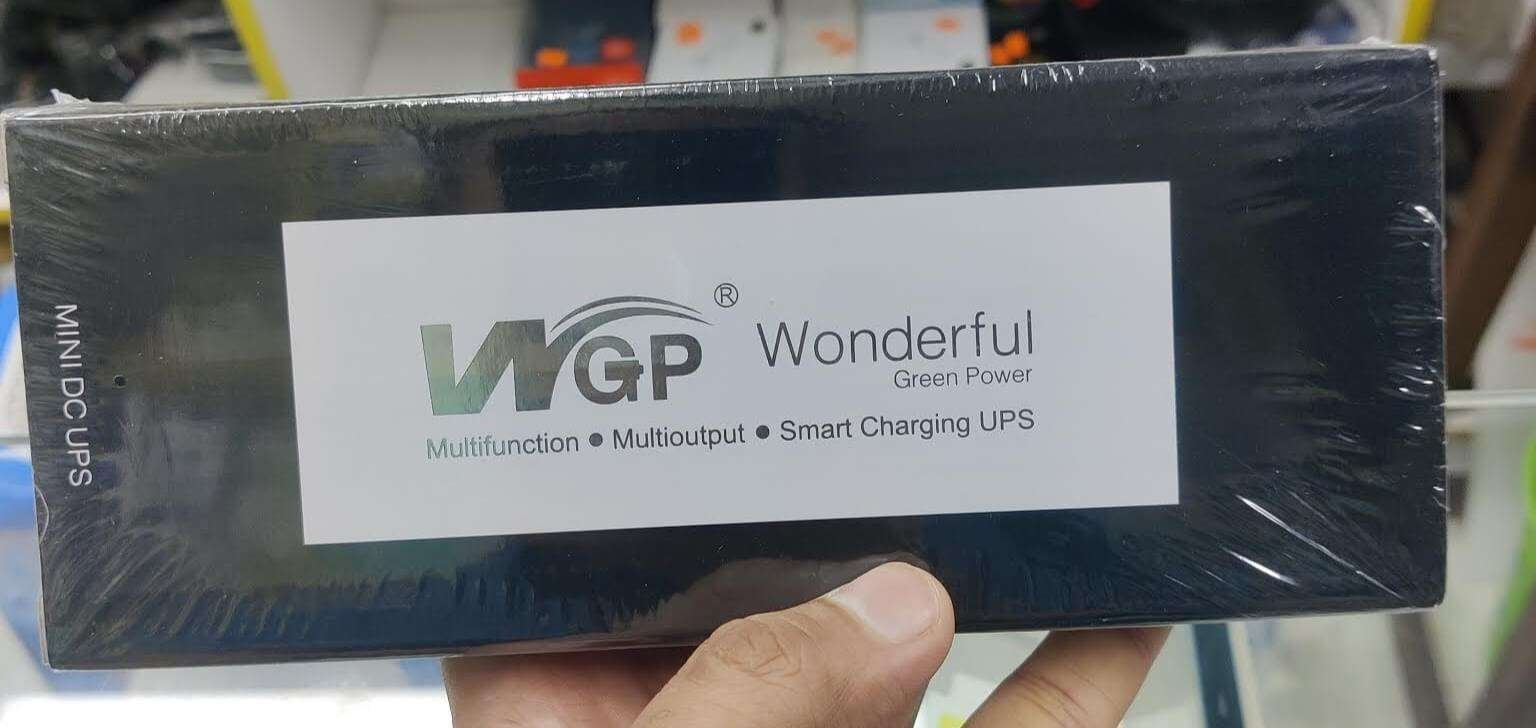 MINI DC UPS
WGP®
Wonderful
Green Power
Multifunction ● Multioutput ● Smart Charging UPS